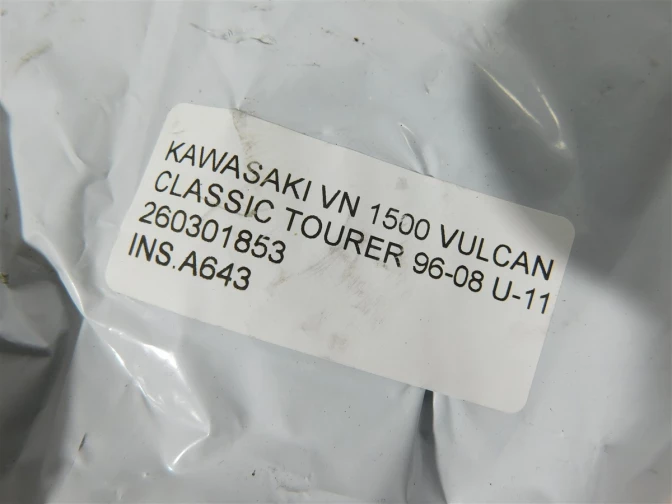 KAWASAKI VN 1500 VULCAN
CLASSIC TOURER 96-08 U-11
260301853
INS.A643